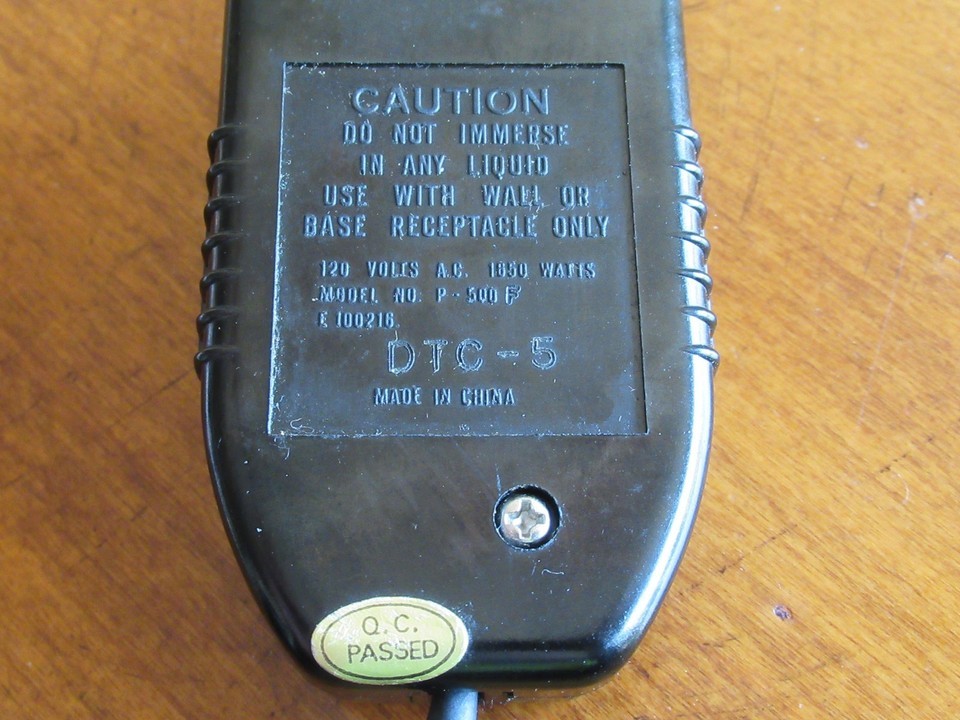 CAUTION
DO NOT IMMERSE
IN ANY LIQUID
USE WITH WALL OR
BASE RECEPTACLE ONLY
120 VOLTS A.C. 1650 WATTS
MODEL NO. P-500 F
E 100216
DTC-5
MADE IN CHINA
Q.C.
PASSED